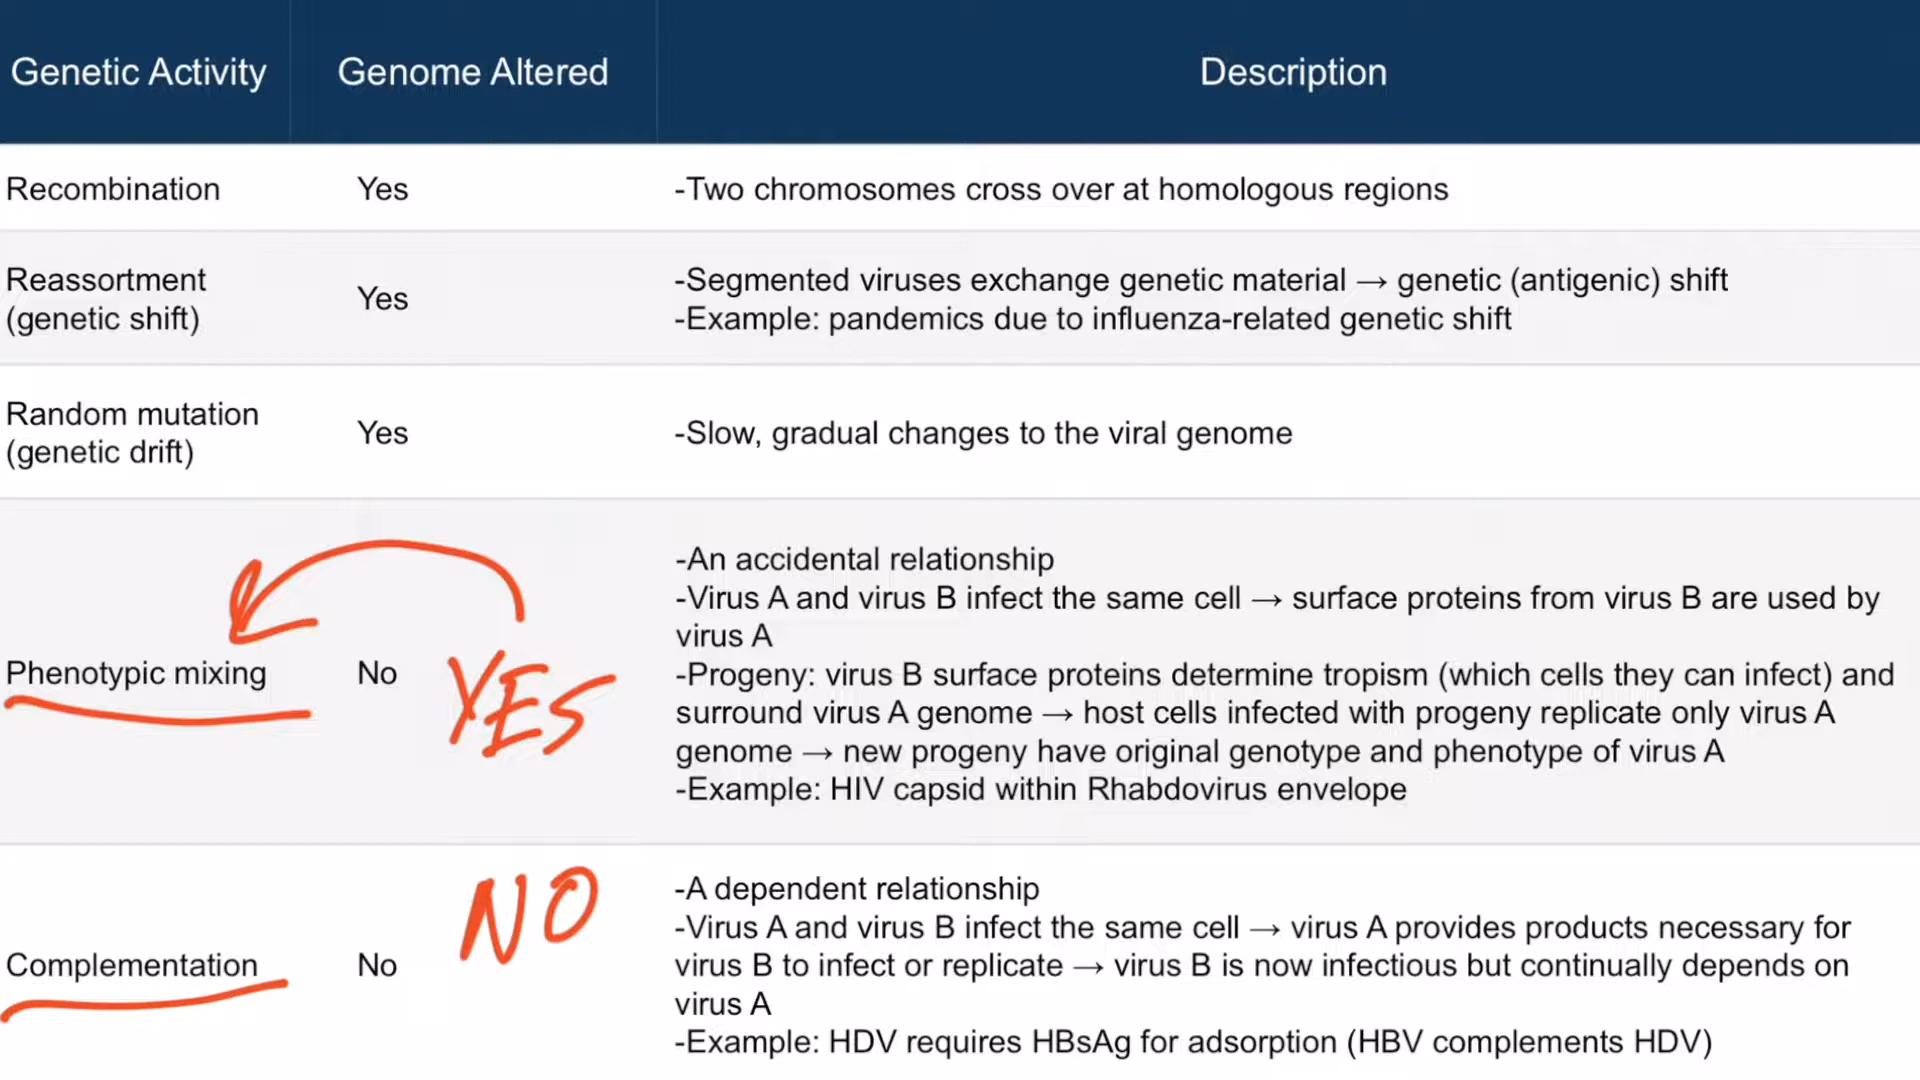 Genetic Activity Genome Altered Description
Recombination Yes -Two chromosomes cross over at homologous regions
Reassortment
(genetic shift)
Yes
-Segmented viruses exchange genetic material → genetic (antigenic) shift
-Example: pandemics due to influenza-related genetic shift
Random mutation
(genetic drift)
Yes
-Slow, gradual changes to the viral genome
Phenotypic mixing
No
YES
-An accidental relationship
-Virus A and virus B infect the same cell → surface proteins from virus B are used by
virus A
-Progeny: virus B surface proteins determine tropism (which cells they can infect) and
surround virus A genome → host cells infected with progeny replicate only virus A
genome → new progeny have original genotype and phenotype of virus A
-Example: HIV capsid within Rhabdovirus envelope
Complementation
No
NO
-A dependent relationship
-Virus A and virus B infect the same cell → virus A provides products necessary for
virus B to infect or replicate → virus B is now infectious but continually depends on
virus A
-Example: HDV requires HBsAg for adsorption (HBV complements HDV)